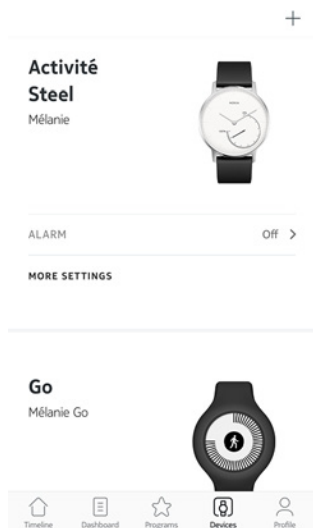 Activité
Steel
Mélanie
ALARM Off
MORE SETTINGS
Go
Mélanie Go
Timeline Dashboard Programs Devices Profile